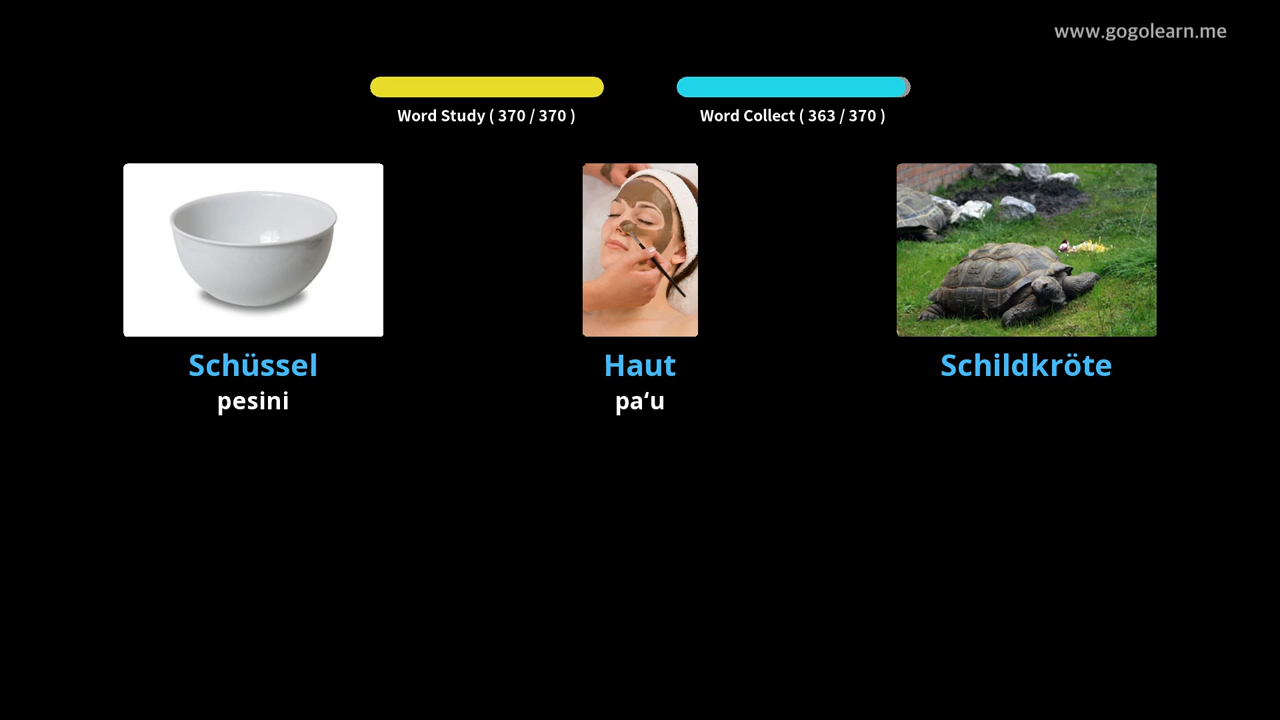 www.gogolearn.me
Word Study ( 370 / 370 )
Word Collect ( 363 / 370 )
Schüssel
pesini
Haut
paʻu
Schildkröte